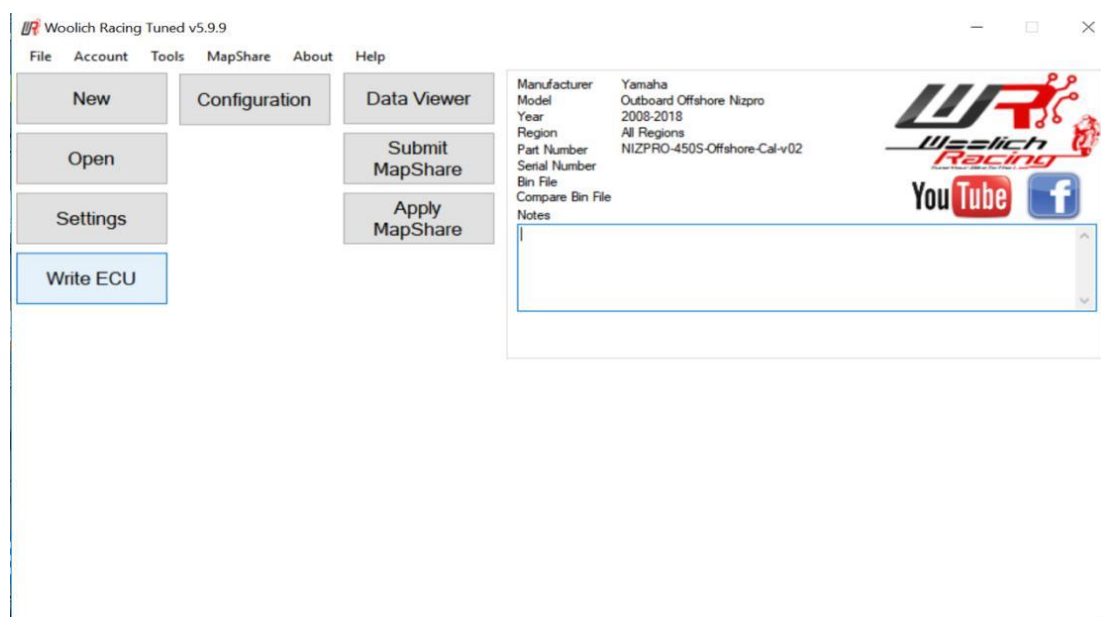 Woolich Racing Tuned v5.9.9
File Account Tools MapShare About Help
New
Configuration
Data Viewer
Open
Submit
MapShare
Settings
Apply
MapShare
Write ECU
Manufacturer Yamaha
Model Outboard Offshore Nizpro
Year 2008-2018
Region All Regions
Part Number NIZPRO-450S-Offshore-Cal-v02
Serial Number
Bin File
Compare Bin File
Notes
WR
Woolich
Racing
You Tube
f